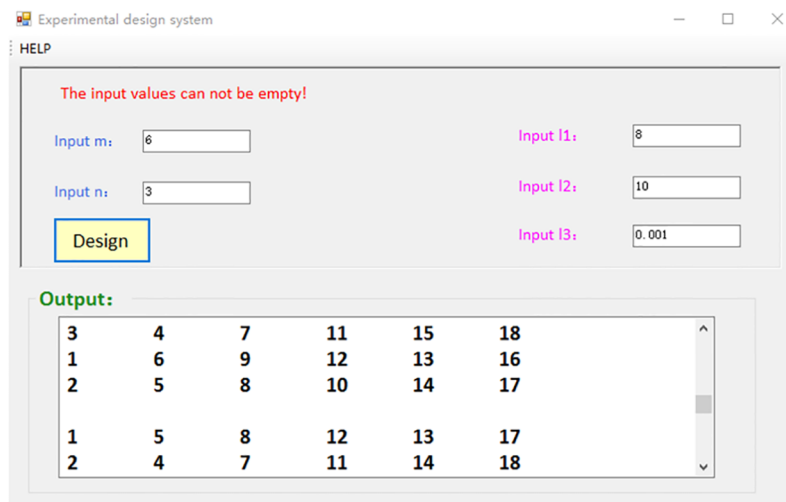 Experimental design system
HELP
The input values can not be empty!
Input m: 6
Input n: 3
Design
Input l1: 8
Input l2: 10
Input l3: 0.001
Output:
3 4 7 11 15 18
1 6 9 12 13 16
2 5 8 10 14 17
1 5 8 12 13 17
2 4 7 11 14 18